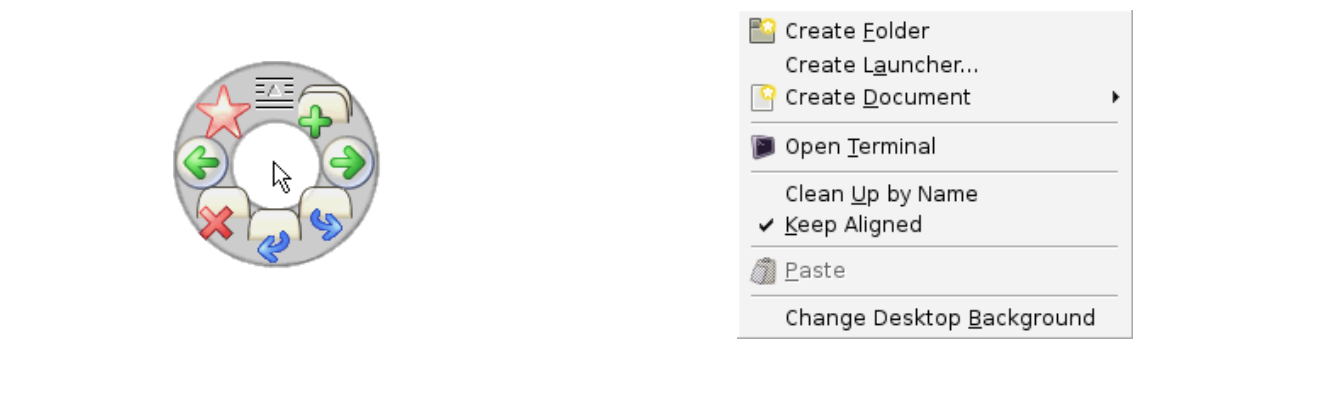 Create Folder
Create Launcher...
Create Document
Open Terminal
Clean Up by Name
Keep Aligned
Paste
Change Desktop Background